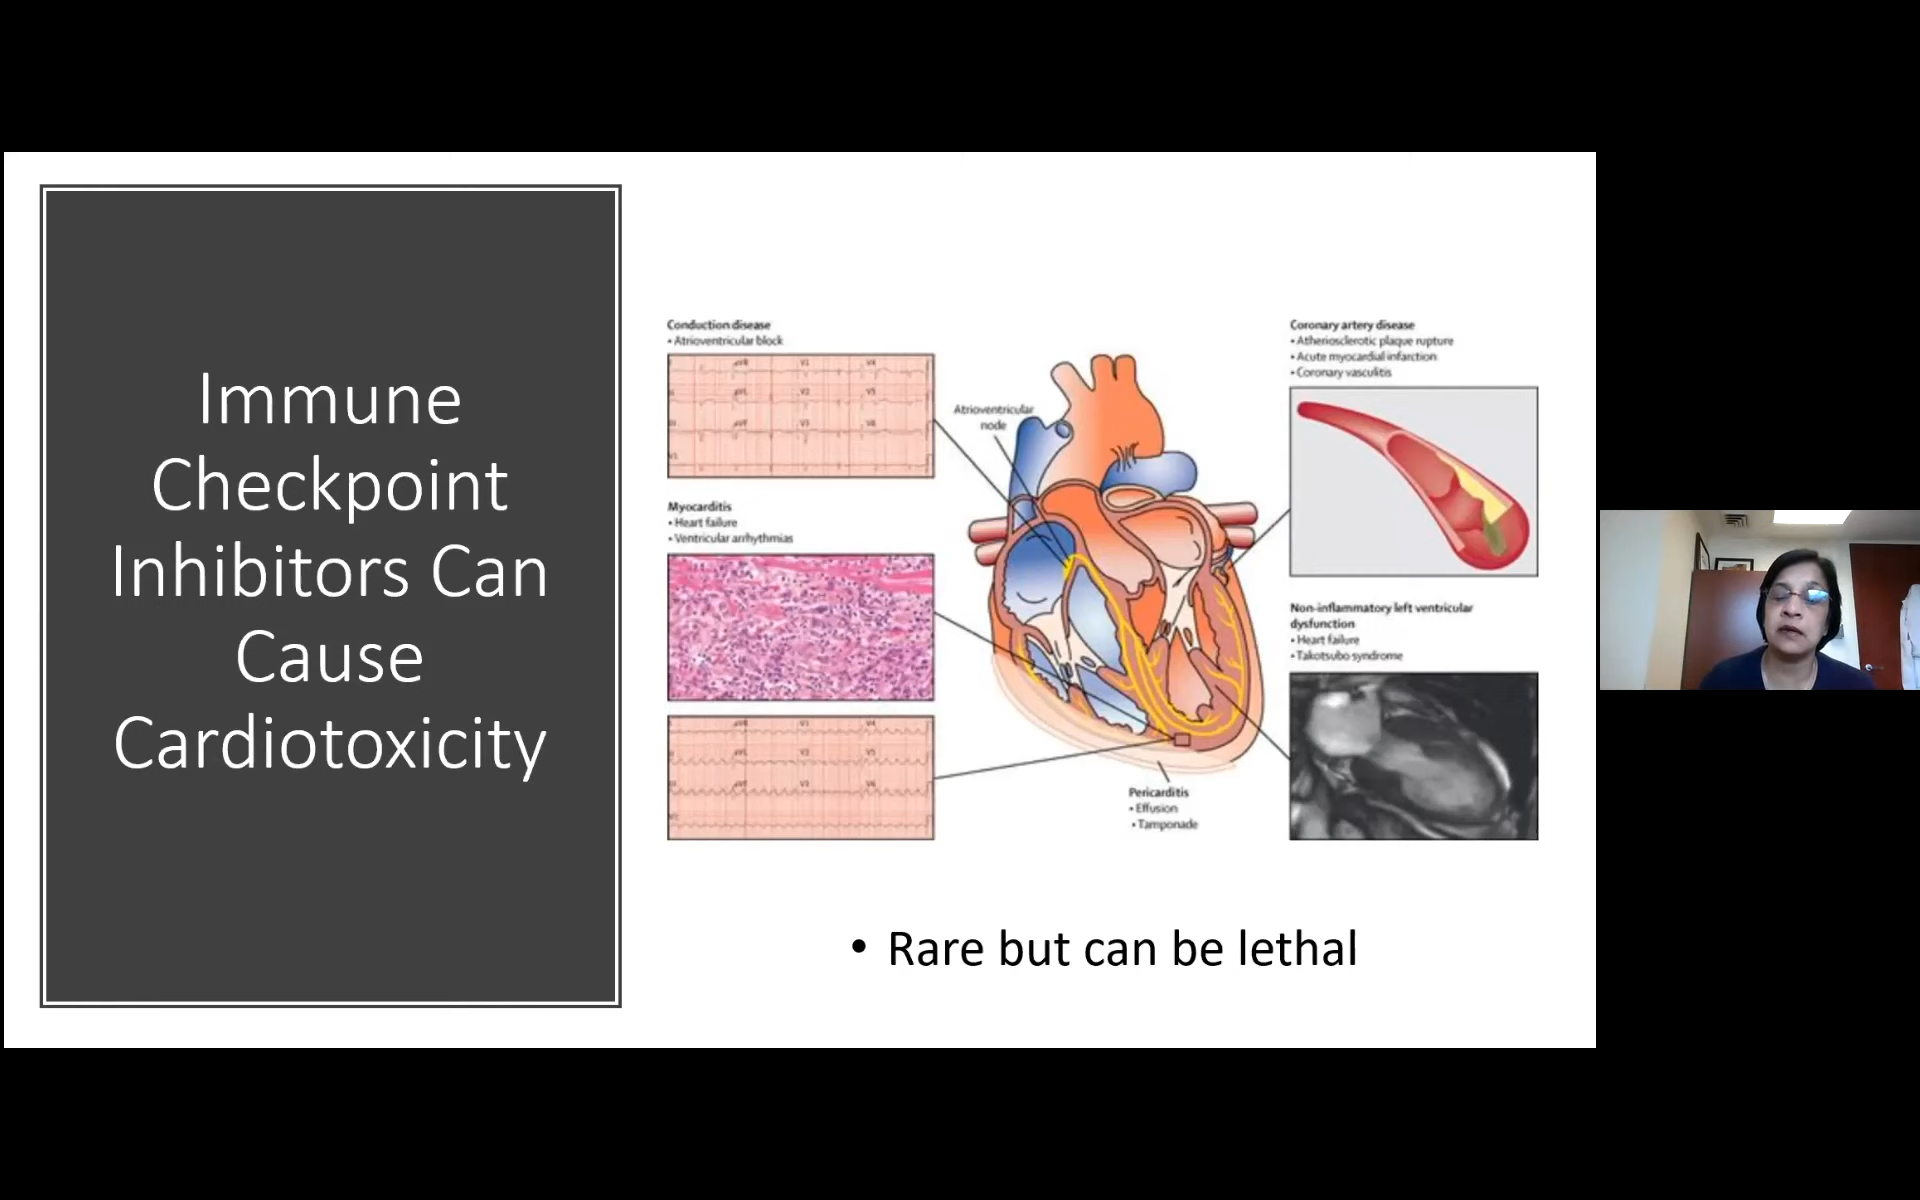 Immune
Checkpoint
Inhibitors Can
Cause
Cardiotoxicity
Conduction disease
• Atrioventricular block
Myocarditis
• Heart failure
• Ventricular arrhythmias
Atrioventricular
node
Pericarditis
• Effusion
• Tamponade
Coronary artery disease
• Atheriosclerotic plaque rupture
• Acute myocardial infarction
• Coronary vasculitis
Non-inflammatory left ventricular
dysfunction
• Heart failure
• Takotsubo syndrome
• Rare but can be lethal